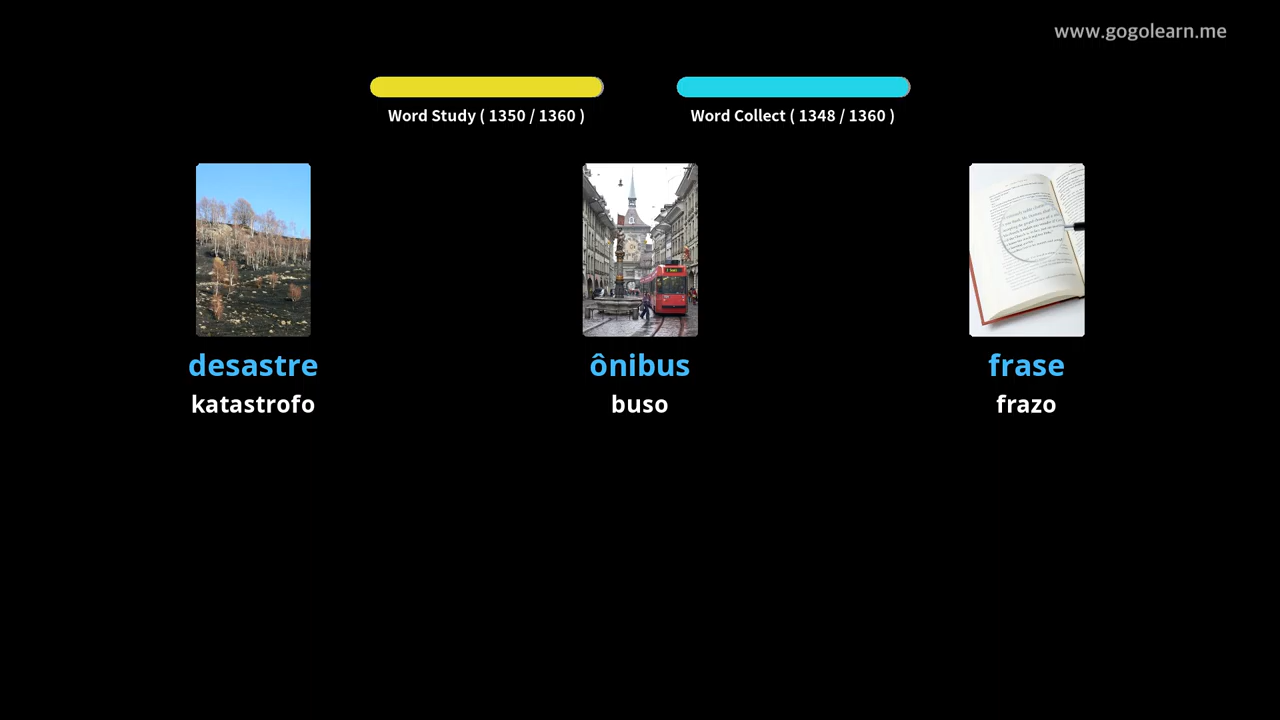 www.gogolearn.me
Word Study ( 1350 / 1360 )
Word Collect ( 1348 / 1360 )
desastre
ônibus
frase
katastrofo
buso
frazo